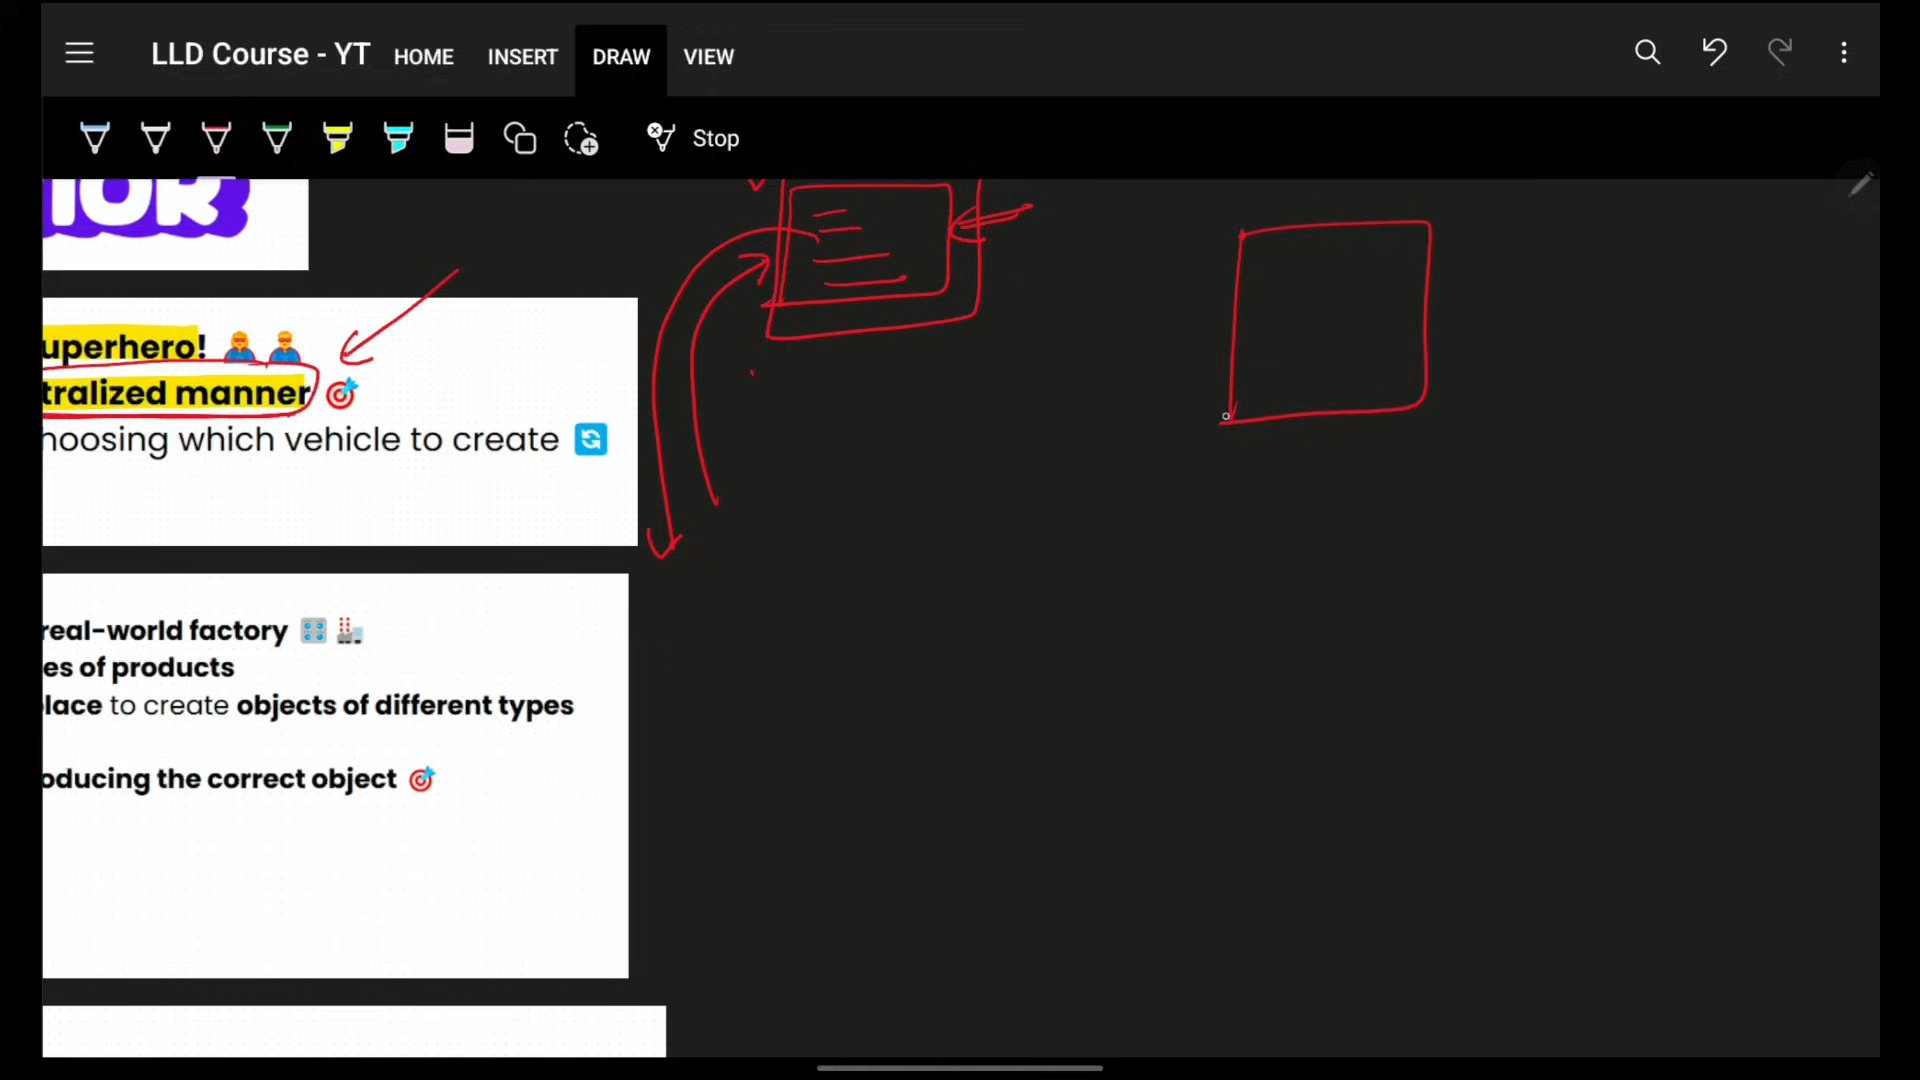 LLD Course - YT HOME INSERT DRAW VIEW
Stop
uperhero!
tralized manner
hoosing which vehicle to create
real-world factory
es of products
lace to create objects of different types
oducing the correct object